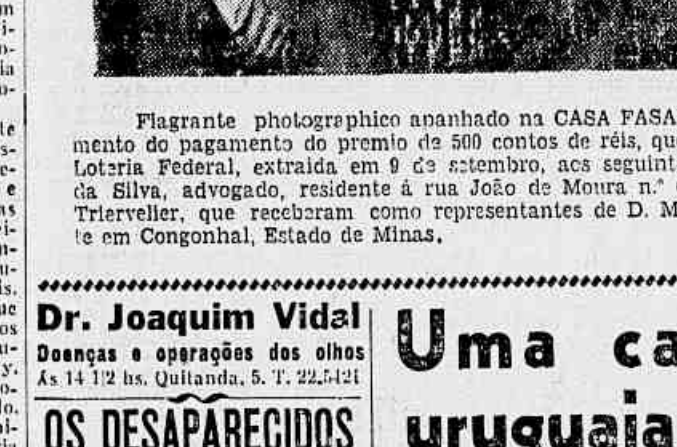 Flagrante photographico apanhado na CASA FASA
mento do pagamento do premio de 500 contos de réis, que
Loteria Federal, extraida em 9 de setembro, aos seguint
da Silva, advogado, residente á rua João de Moura n.º
Trierveller, que receberam como representantes de D. M
te em Congonhal, Estado de Minas.
Dr. Joaquim Vidal
Doenças e operações dos olhos
Ás 14 1|2 hs. Quitanda, 5. T. 22.5421
OS DESAPARECIDOS
Uma ca
uruguaia